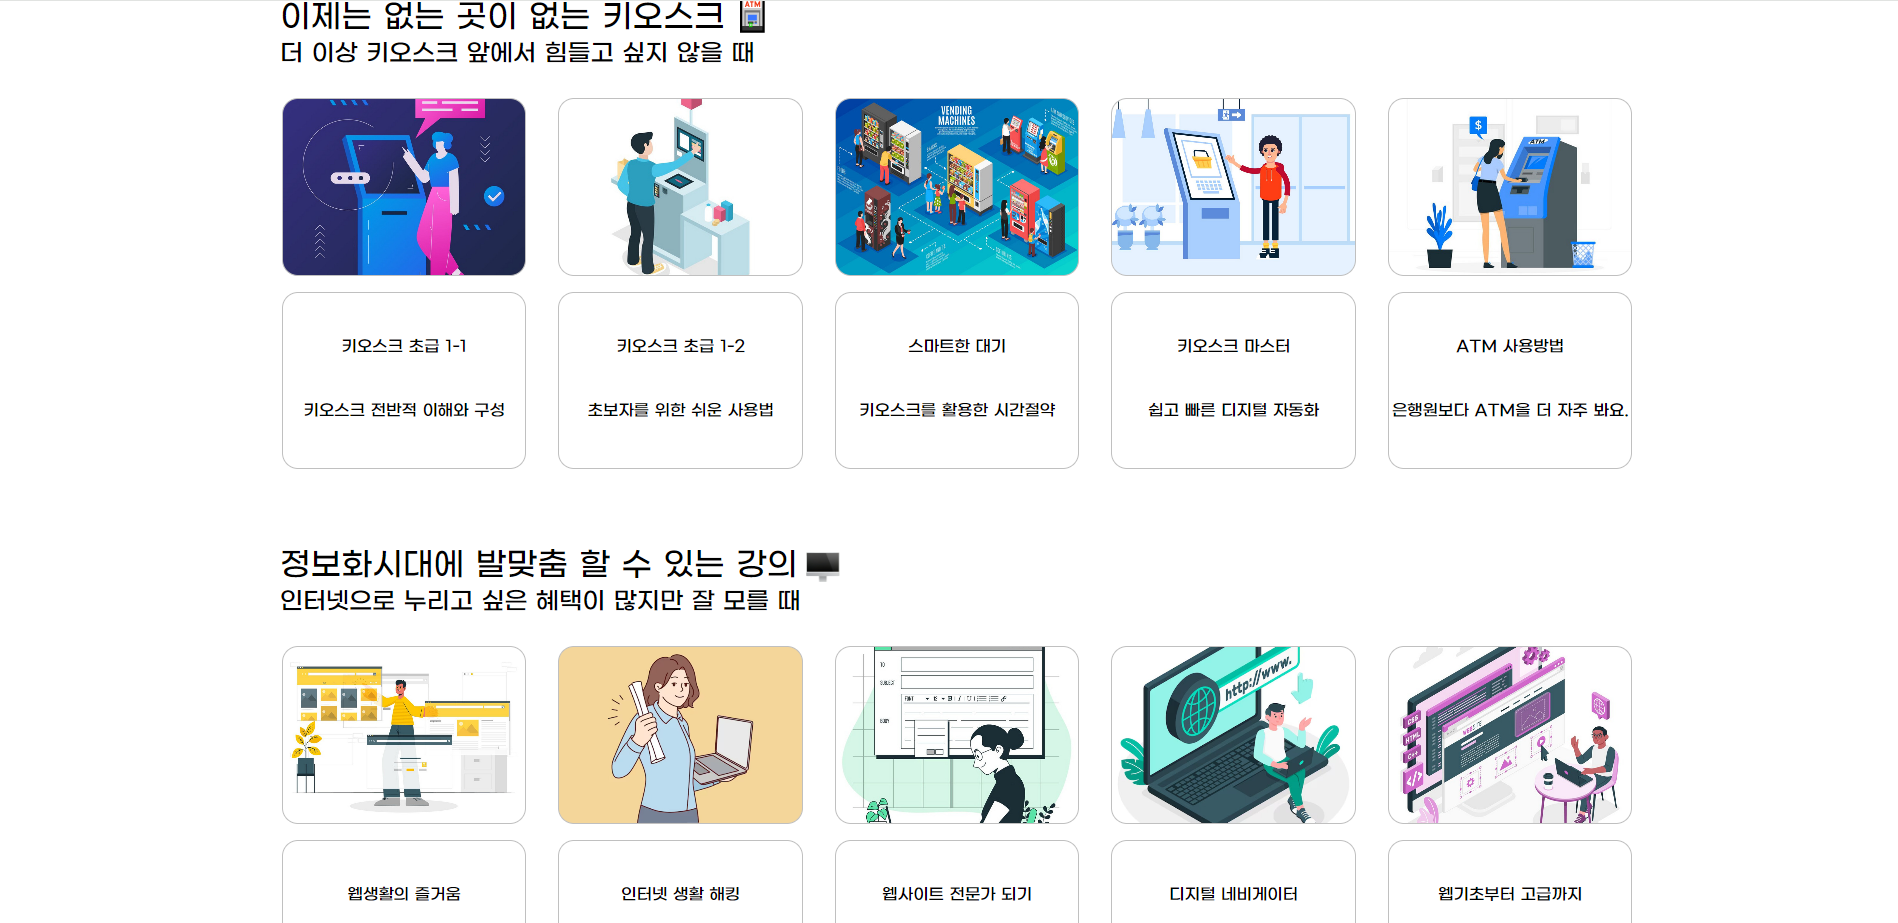 이제는 없는 곳이 없는 키오스크
더 이상 키오스크 앞에서 힘들고 싶지 않을 때
VENDING
MACHINES
$
ATM
키오스크 초급 1-1
키오스크 초급 1-2
스마트한 대기
키오스크 마스터
ATM 사용방법
키오스크 전반적 이해와 구성
초보자를 위한 쉬운 사용법
키오스크를 활용한 시간절약
쉽고 빠른 디지털 자동화
은행원보다 ATM을 더 자주 봐요.
정보화시대에 발맞춤 할 수 있는 강의
인터넷으로 누리고 싶은 혜택이 많지만 잘 모를 때
TO
SUBJECT
FONT
BODY
http://www.
CSS
HTML
C++
</>
웹생활의 즐거움
인터넷 생활 해킹
웹사이트 전문가 되기
디지털 네비게이터
웹기초부터 고급까지